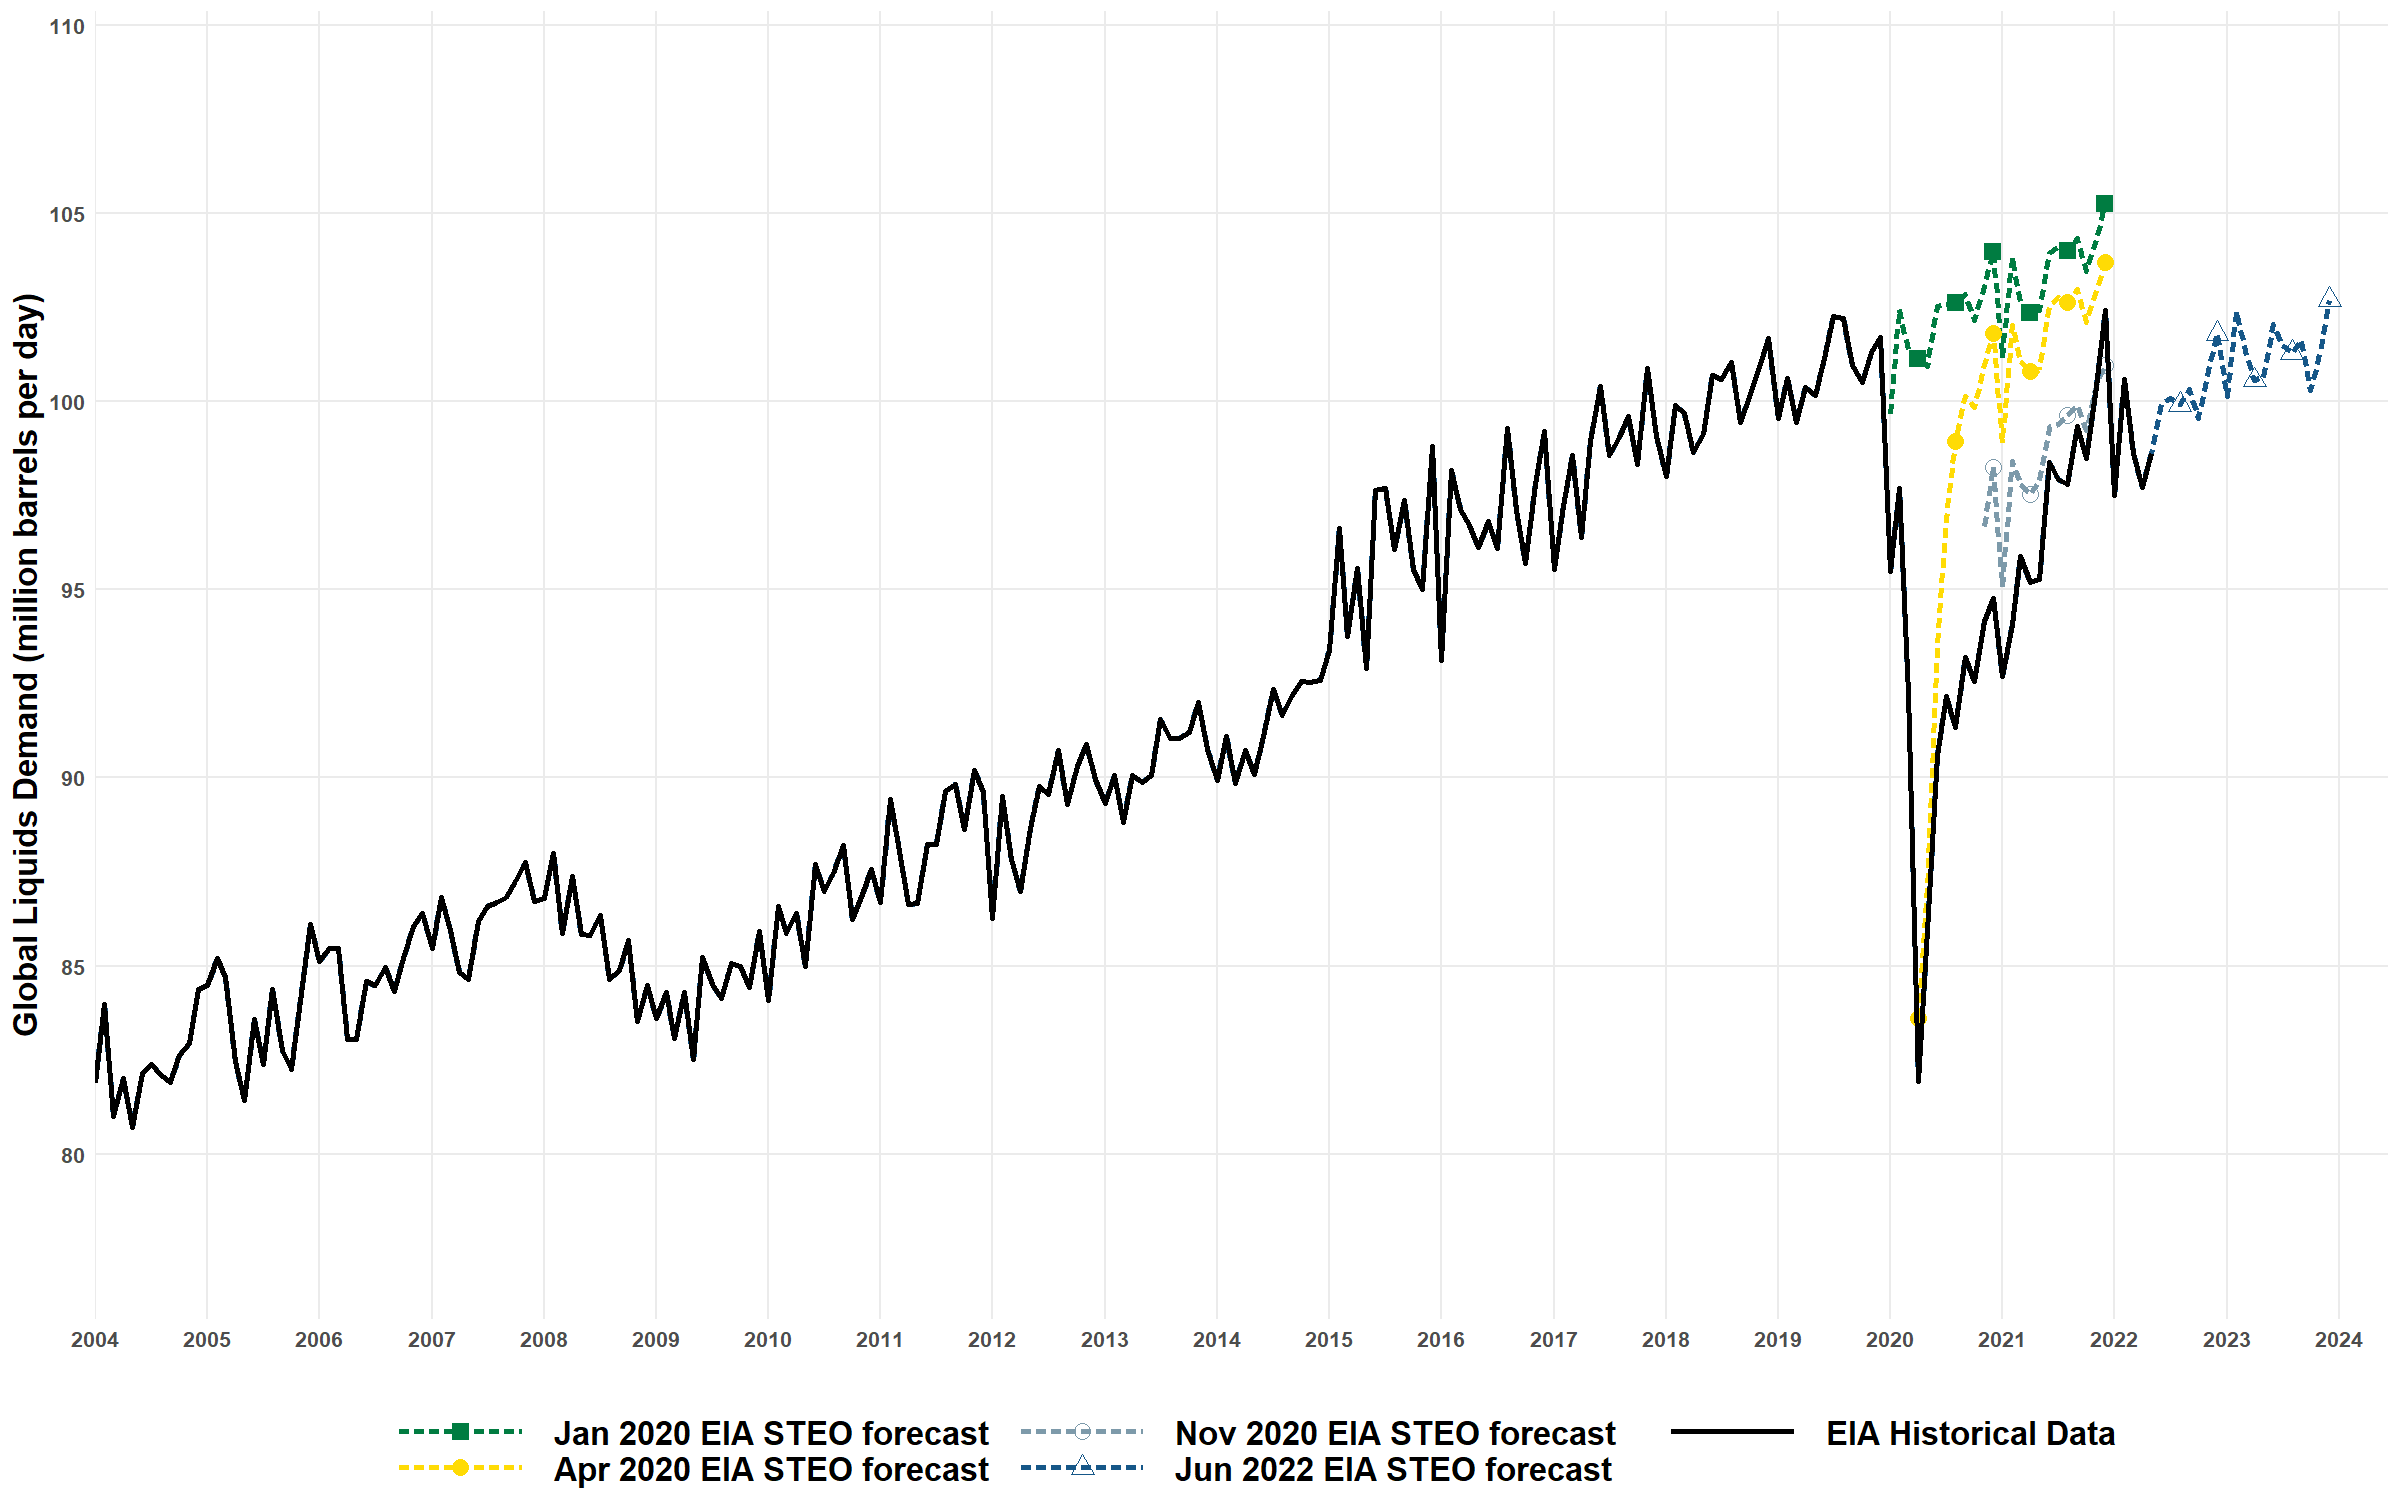 Global Liquids Demand (million barrels per day)
110
105
100
95
90
85
80
2004 2005 2006 2007 2008 2009 2010 2011 2012 2013 2014 2015 2016 2017 2018 2019 2020 2021 2022 2023 2024
Jan 2020 EIA STEO forecast Nov 2020 EIA STEO forecast EIA Historical Data
Apr 2020 EIA STEO forecast Jun 2022 EIA STEO forecast